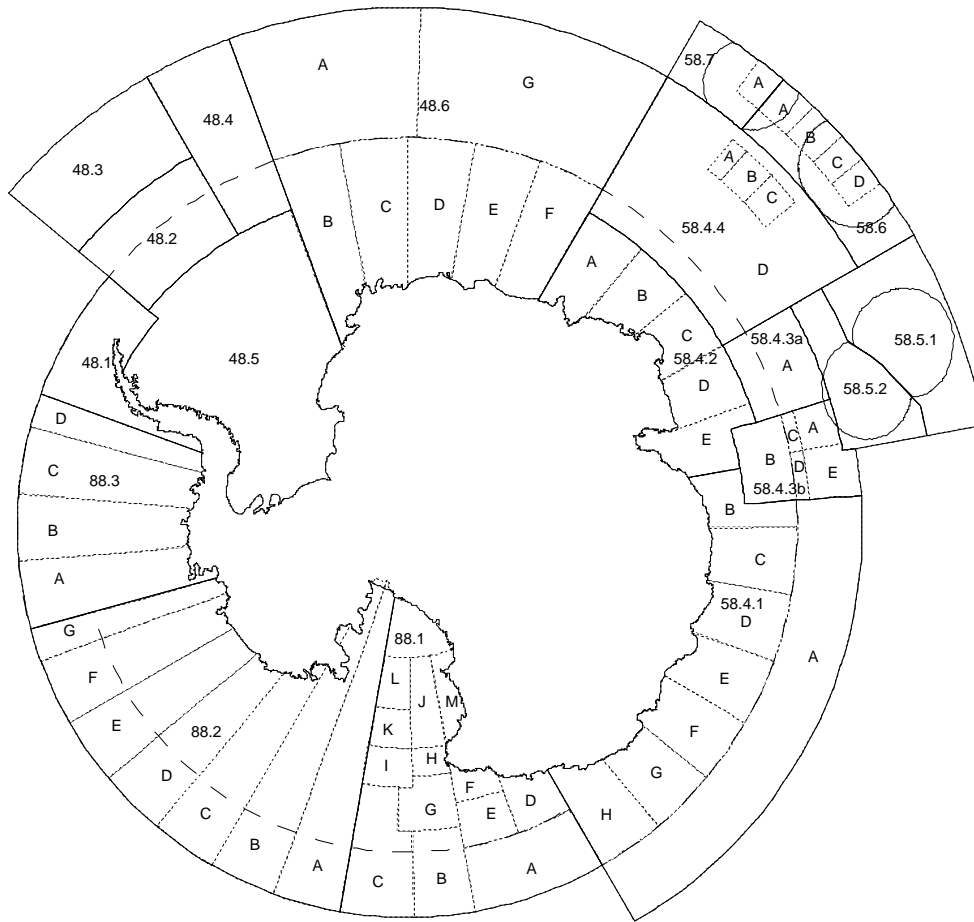 58.7
A
G
A
48.6
A
48.4
B
48.3
A
C
B
D
C
B
C
D
E
F
58.6
48.2
58.4.4
A
D
B
C
58.4.3a
58.5.1
48.1
48.5
58.4.2
A
D
58.5.2
D
A
C
E
B
D
E
C
58.4.3b
88.3
B
B
C
A
58.4.1
D
G
88.1
A
F
L
E
J
M
E
88.2
K
F
H
D
I
G
F
D
C
G
E
H
B
A
A
C
B